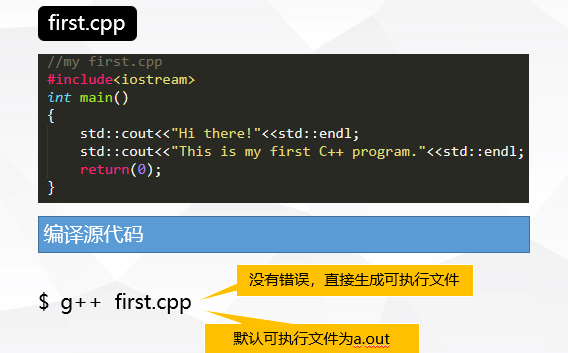 first.cpp
//my first.cpp
#include<iostream>
int main()
{
    std::cout<<"Hi there!"<<std::endl;
    std::cout<<"This is my first C++ program."<<std::endl;
    return(0);
}
编译源代码
没有错误，直接生成可执行文件
$ g++ first.cpp
默认可执行文件为a.out